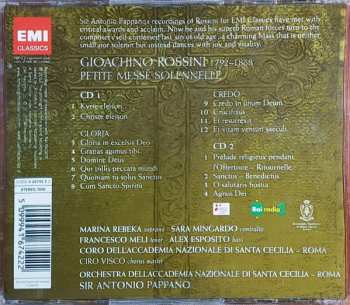 EMI
CLASSICS
Sir Antonio Pappano's recordings of Rossini for EMI Classics have met with
critical awards and acclaim. Now he and his superb Roman forces turn to the
composer's self-confessed last sin of old age – a charming Mass that is neither
small nor solemn but instead dances with joy and vitality.
GIOACHINO ROSSINI 1792–1868
PETITE MESSE SOLENNELLE
CD 1
1 Kyrie eleison
2 Christe eleison
GLORIA
3 Gloria in excelsis Deo
4 Gratias agimus tibi
5 Domine Deus
6 Qui tollis peccata mundi
7 Quoniam tu solus Sanctus
8 Cum Sancto Spiritu
CREDO
9 Credo in unum Deum
10 Crucifixus
11 Et resurrexit
12 Et vitam venturi saeculi
CD 2
1 Prélude religieux pendant
l'Offertoire – Ritournelle
2 Sanctus – Benedictus
3 O salutaris hostia
4 Agnus Dei
Rai radio
MARINA REBEKA soprano SARA MINGARDO contralto
FRANCESCO MELI tenor ALEX ESPOSITO bass
CORO DELL'ACCADEMIA NAZIONALE DI SANTA CECILIA – ROMA
CIRO VISCO chorus master
ORCHESTRA DELL'ACCADEMIA NAZIONALE DI SANTA CECILIA – ROMA
SIR ANTONIO PAPPANO